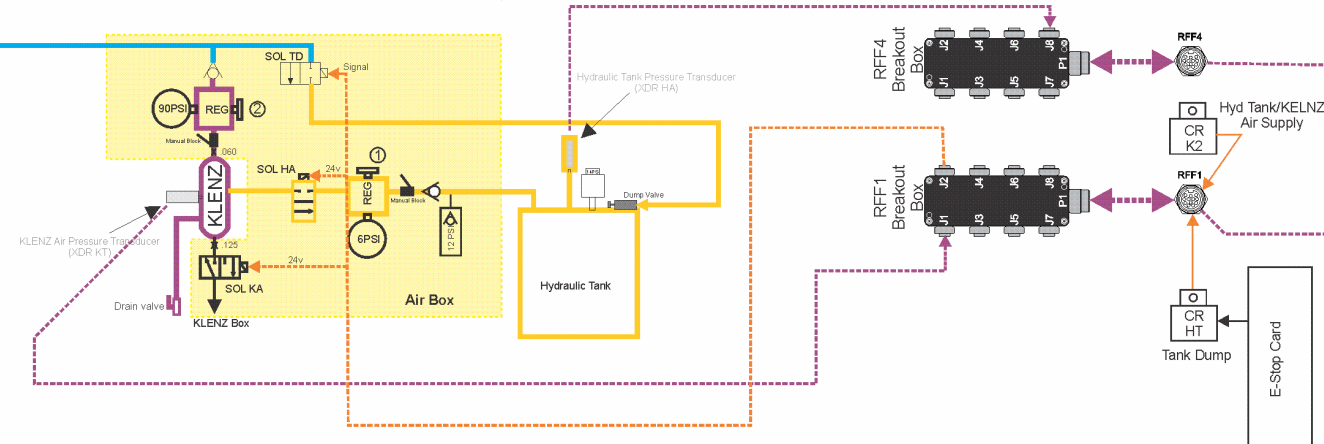 SOL TD
Signal
90PSI
REG
2
Manual Block
.060
KLENZ
SOL HA
24v
1
REG
Manual Block
6PSI
12 PSI
KLENZ Air Pressure Transducer
(XDR KT)
.125
24v
SOL KA
Drain valve
KLENZ Box
Air Box
Hydraulic Tank Pressure Transducer
(XDR HA)
Dump Valve
Hydraulic Tank
RFF4
Breakout
Box
J2
J4
J6
J8
J1
J3
J5
J7
P1
RFF4
RFF1
Breakout
Box
J2
J4
J6
J8
J1
J3
J5
J7
P1
Hyd Tank/KELNZ
Air Supply
CR
K2
RFF1
CR
HT
Tank Dump
E-Stop Card